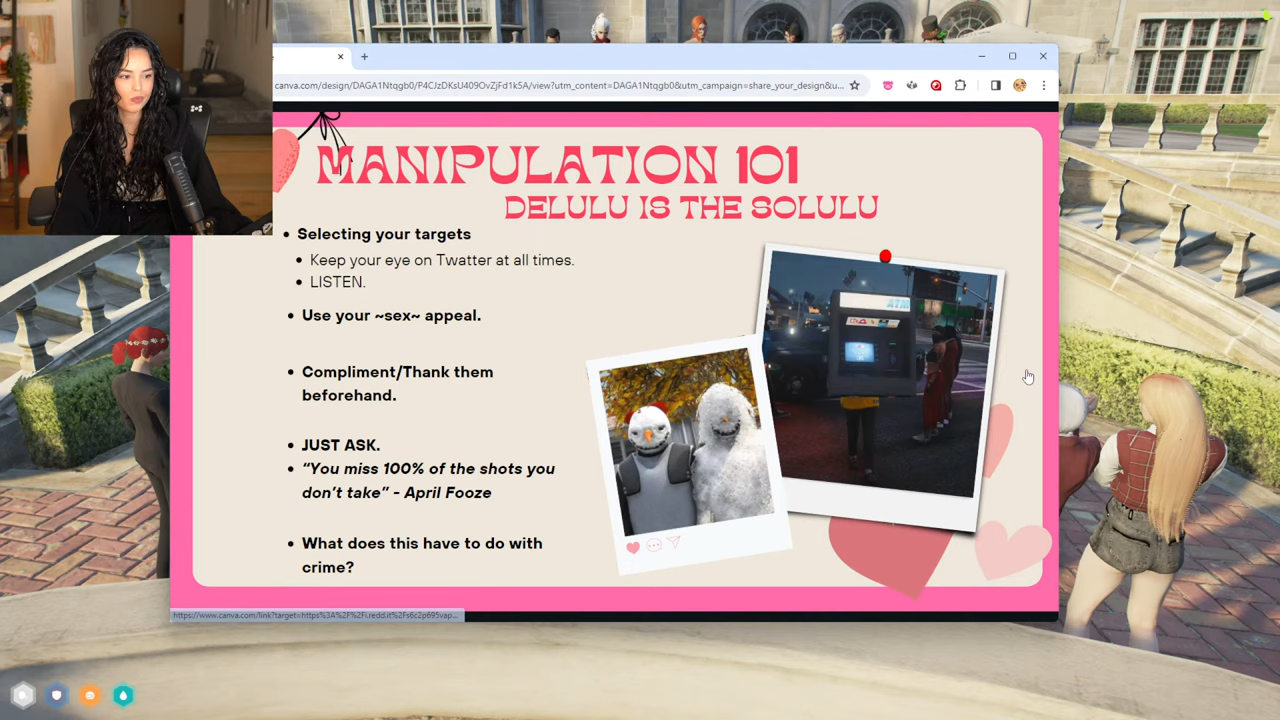 canva.com/design/DAGA1Ntqgb0/P4CJzDKsU409OvZjFd1k5A/view?utm_content=DAGA1Ntqgb0&utm_campaign=share_your_design&u...
MANIPULATION 101
DELULU IS THE SOLULU
• Selecting your targets
• Keep your eye on Twatter at all times.
• LISTEN.
• Use your ~sex~ appeal.
• Compliment/Thank them
beforehand.
• JUST ASK.
• “You miss 100% of the shots you
don’t take” - April Fooze
• What does this have to do with
crime?
ATM
https://www.canva.com/link?target=https%3A%2F%2Fi.redd.it%2Fs6c2p695vap...